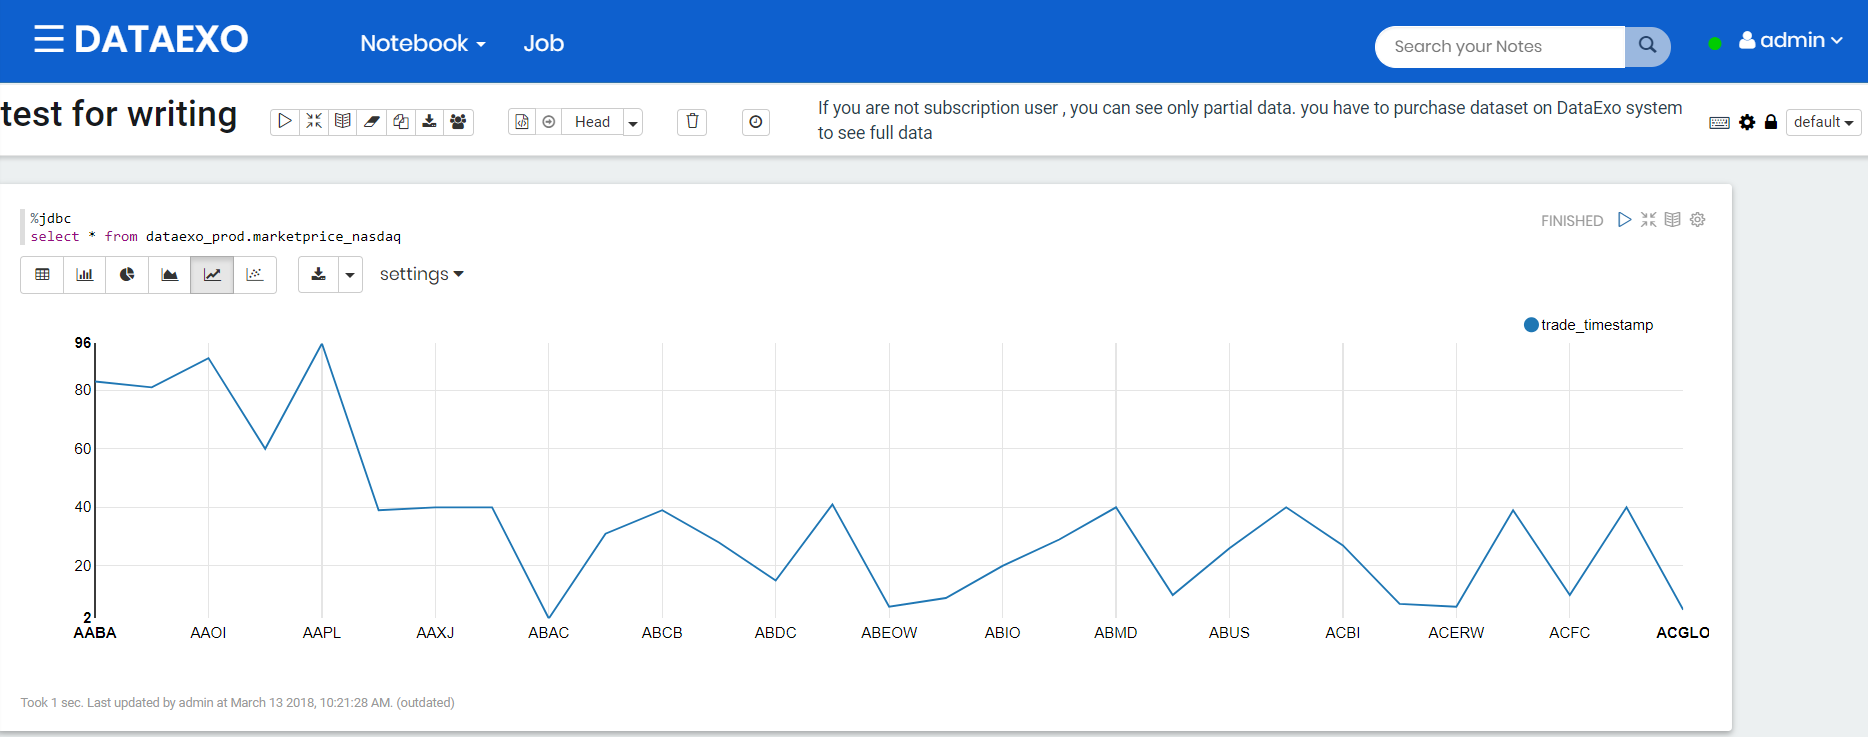 DATAEXO
Notebook
Job
Search your Notes
admin
test for writing
Head
If you are not subscription user , you can see only partial data. you have to purchase dataset on DataExo system
to see full data
default
%jdbc
select * from dataexo_prod.marketprice_nasdaq
FINISHED
settings
trade_timestamp
96
80
60
40
20
2
AABA AAOI AAPL AAXJ ABAC ABCB ABDC ABEOW ABIO ABMD ABUS ACBI ACERW ACFC ACGLO
Took 1 sec. Last updated by admin at March 13 2018, 10:21:28 AM. (outdated)